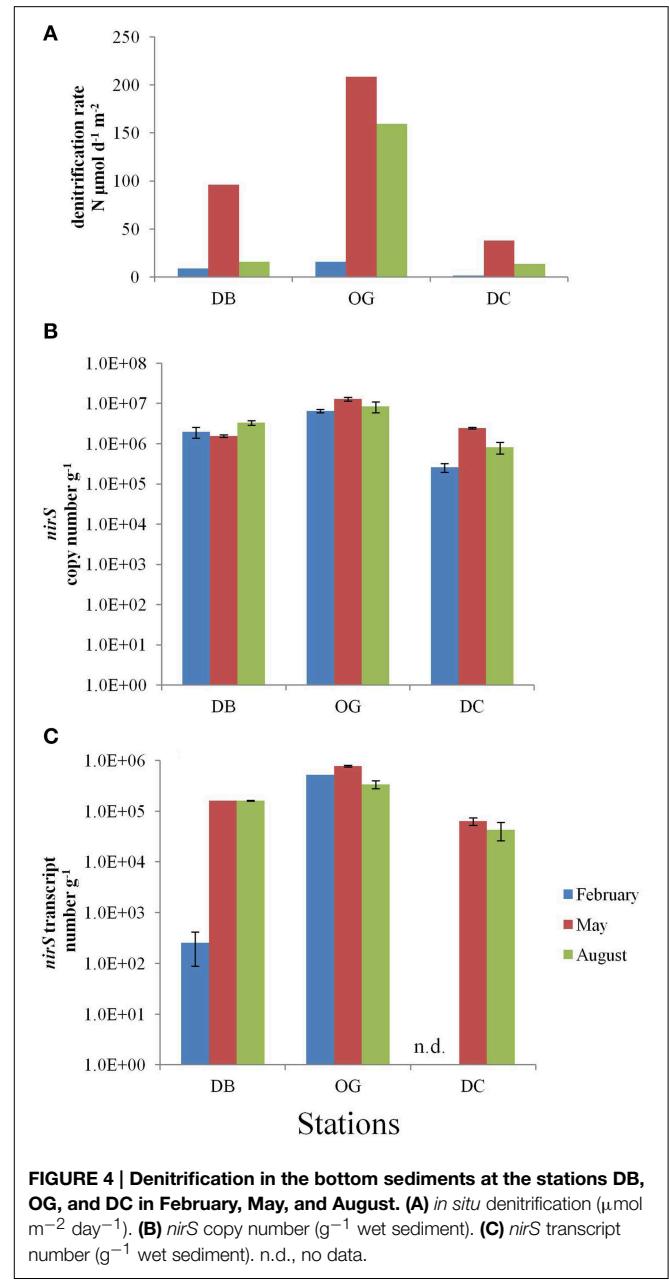 A
250
200
150
100
50
0
denitrification rate
N µmol d-1 m-2
DB OG DC
B
1.0E+08
1.0E+07
1.0E+06
1.0E+05
1.0E+04
1.0E+03
1.0E+02
1.0E+01
1.0E+00
nirS
copy number g-1
DB OG DC
C
1.0E+06
1.0E+05
1.0E+04
1.0E+03
1.0E+02
1.0E+01
1.0E+00
nirS transcript
number g-1
n.d.
February
May
August
DB OG DC
Stations
FIGURE 4 | Denitrification in the bottom sediments at the stations DB,
OG, and DC in February, May, and August. (A) in situ denitrification (µmol
m−2 day−1). (B) nirS copy number (g−1 wet sediment). (C) nirS transcript
number (g−1 wet sediment). n.d., no data.